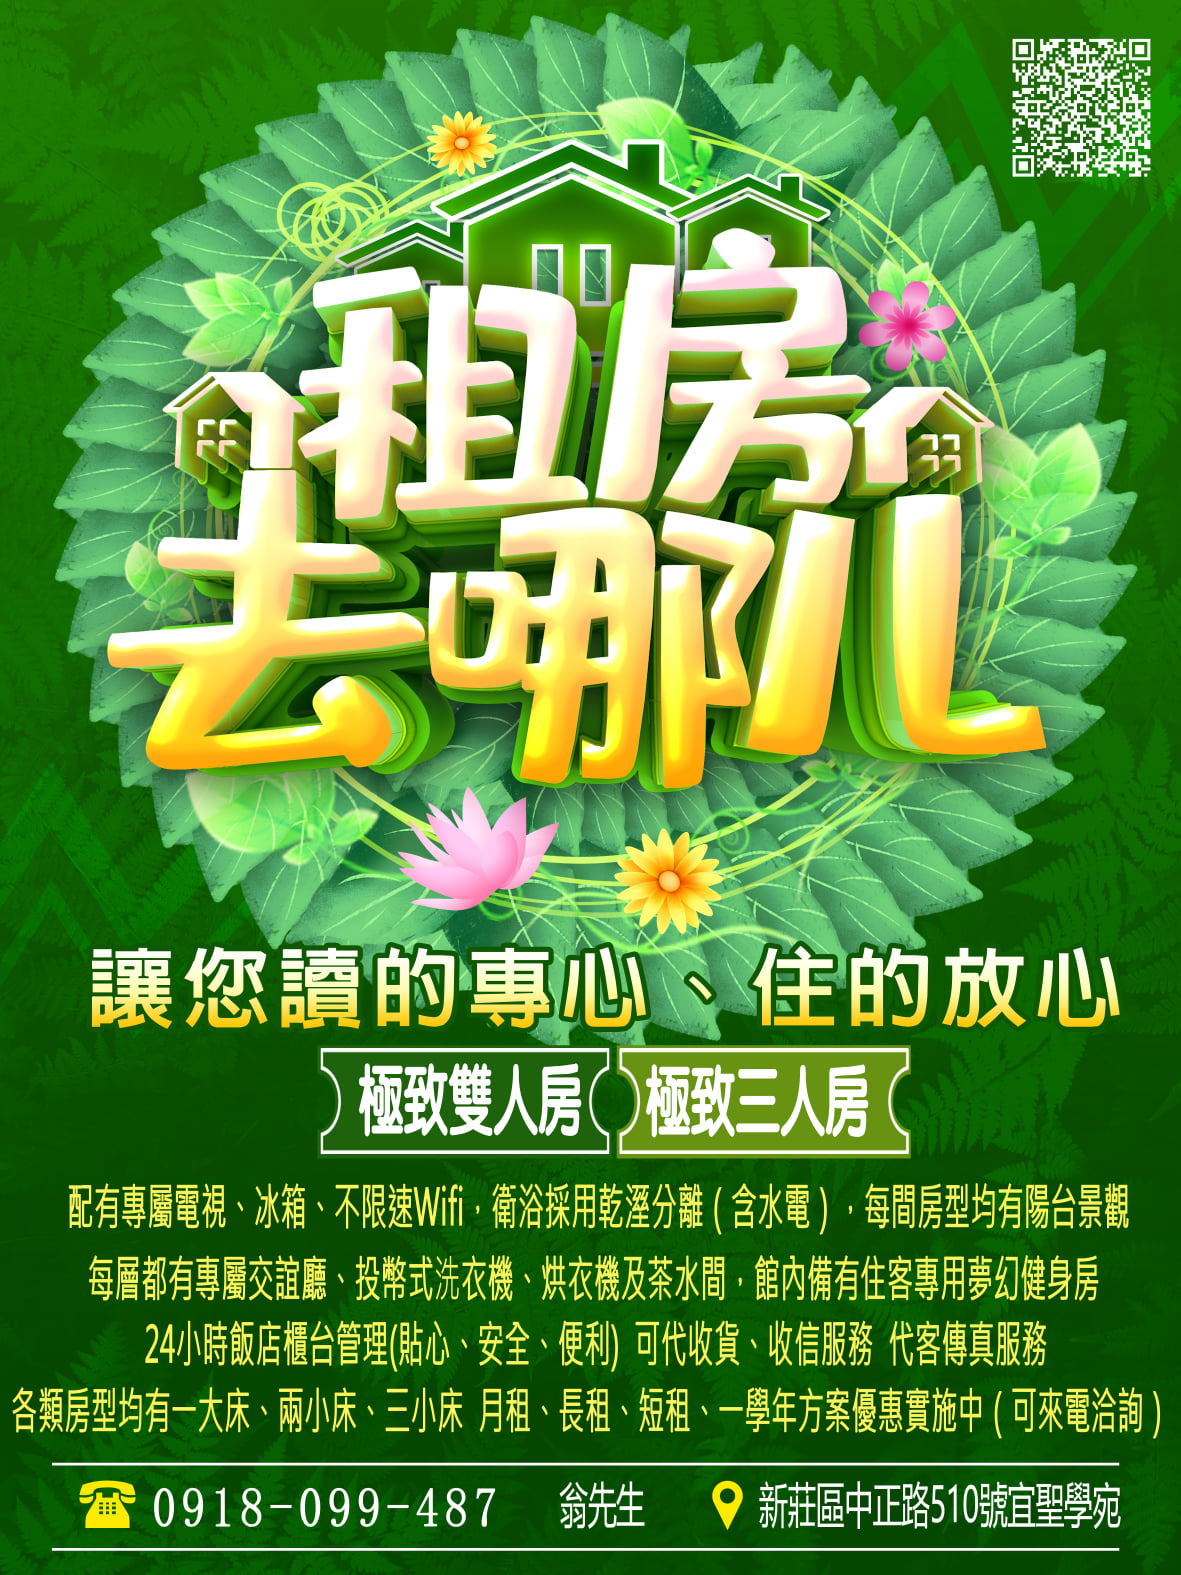 租房
去哪儿
讓您讀的專心、住的放心
極致雙人房 極致三人房
配有專屬電視、冰箱、不限速Wifi，衛浴採用乾溼分離（含水電），每間房型均有陽台景觀
每層都有專屬交誼廳、投幣式洗衣機、烘衣機及茶水間，館內備有住客專用夢幻健身房
24小時飯店櫃台管理(貼心、安全、便利) 可代收貨、收信服務 代客傳真服務
各類房型均有一大床、兩小床、三小床 月租、長租、短租、一學年方案優惠實施中（可來電洽詢）
0918-099-487 翁先生 新莊區中正路510號宜聖學宛